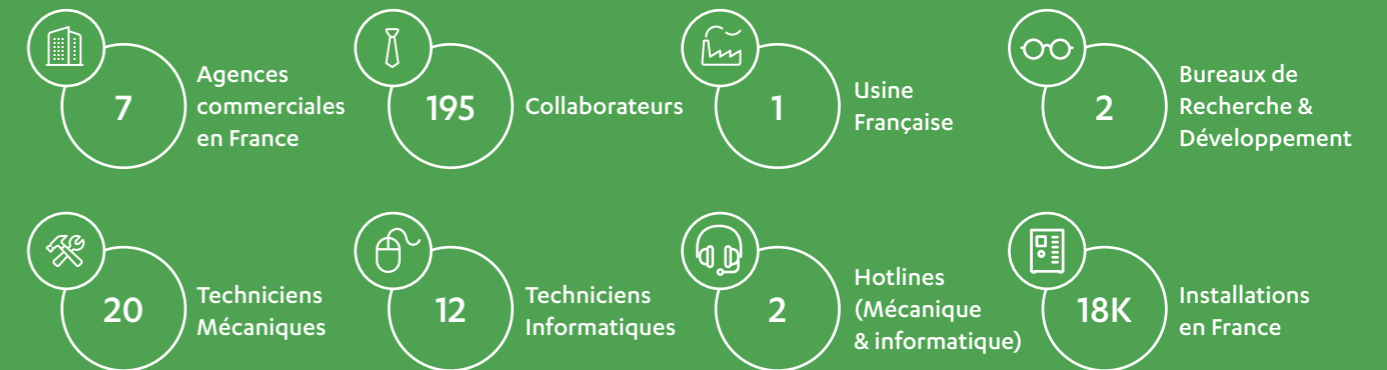 7
Agences
commerciales
en France
195
Collaborateurs
1
Usine
Française
2
Bureaux de
Recherche &
Développement
20
Techniciens
Mécaniques
12
Techniciens
Informatiques
2
Hotlines
(Mécanique
& informatique)
18K
Installations
en France